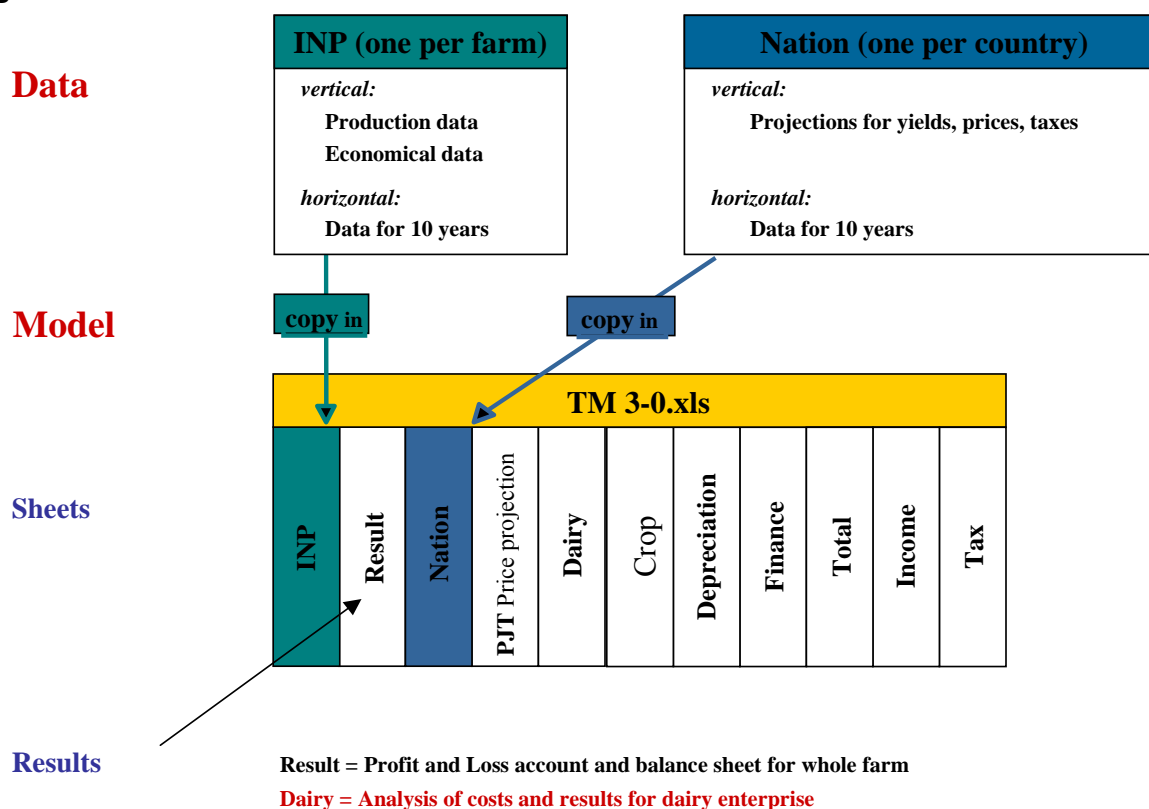 INP (one per farm)
Nation (one per country)
Data
vertical:
Production data
Economical data
horizontal:
Data for 10 years
vertical:
Projections for yields, prices, taxes
horizontal:
Data for 10 years
Model
copy in
copy in
TM 3-0.xls
Sheets
INP
Result
Nation
PJT Price projection
Dairy
Crop
Depreciation
Finance
Total
Income
Tax
Results
Result = Profit and Loss account and balance sheet for whole farm
Dairy = Analysis of costs and results for dairy enterprise